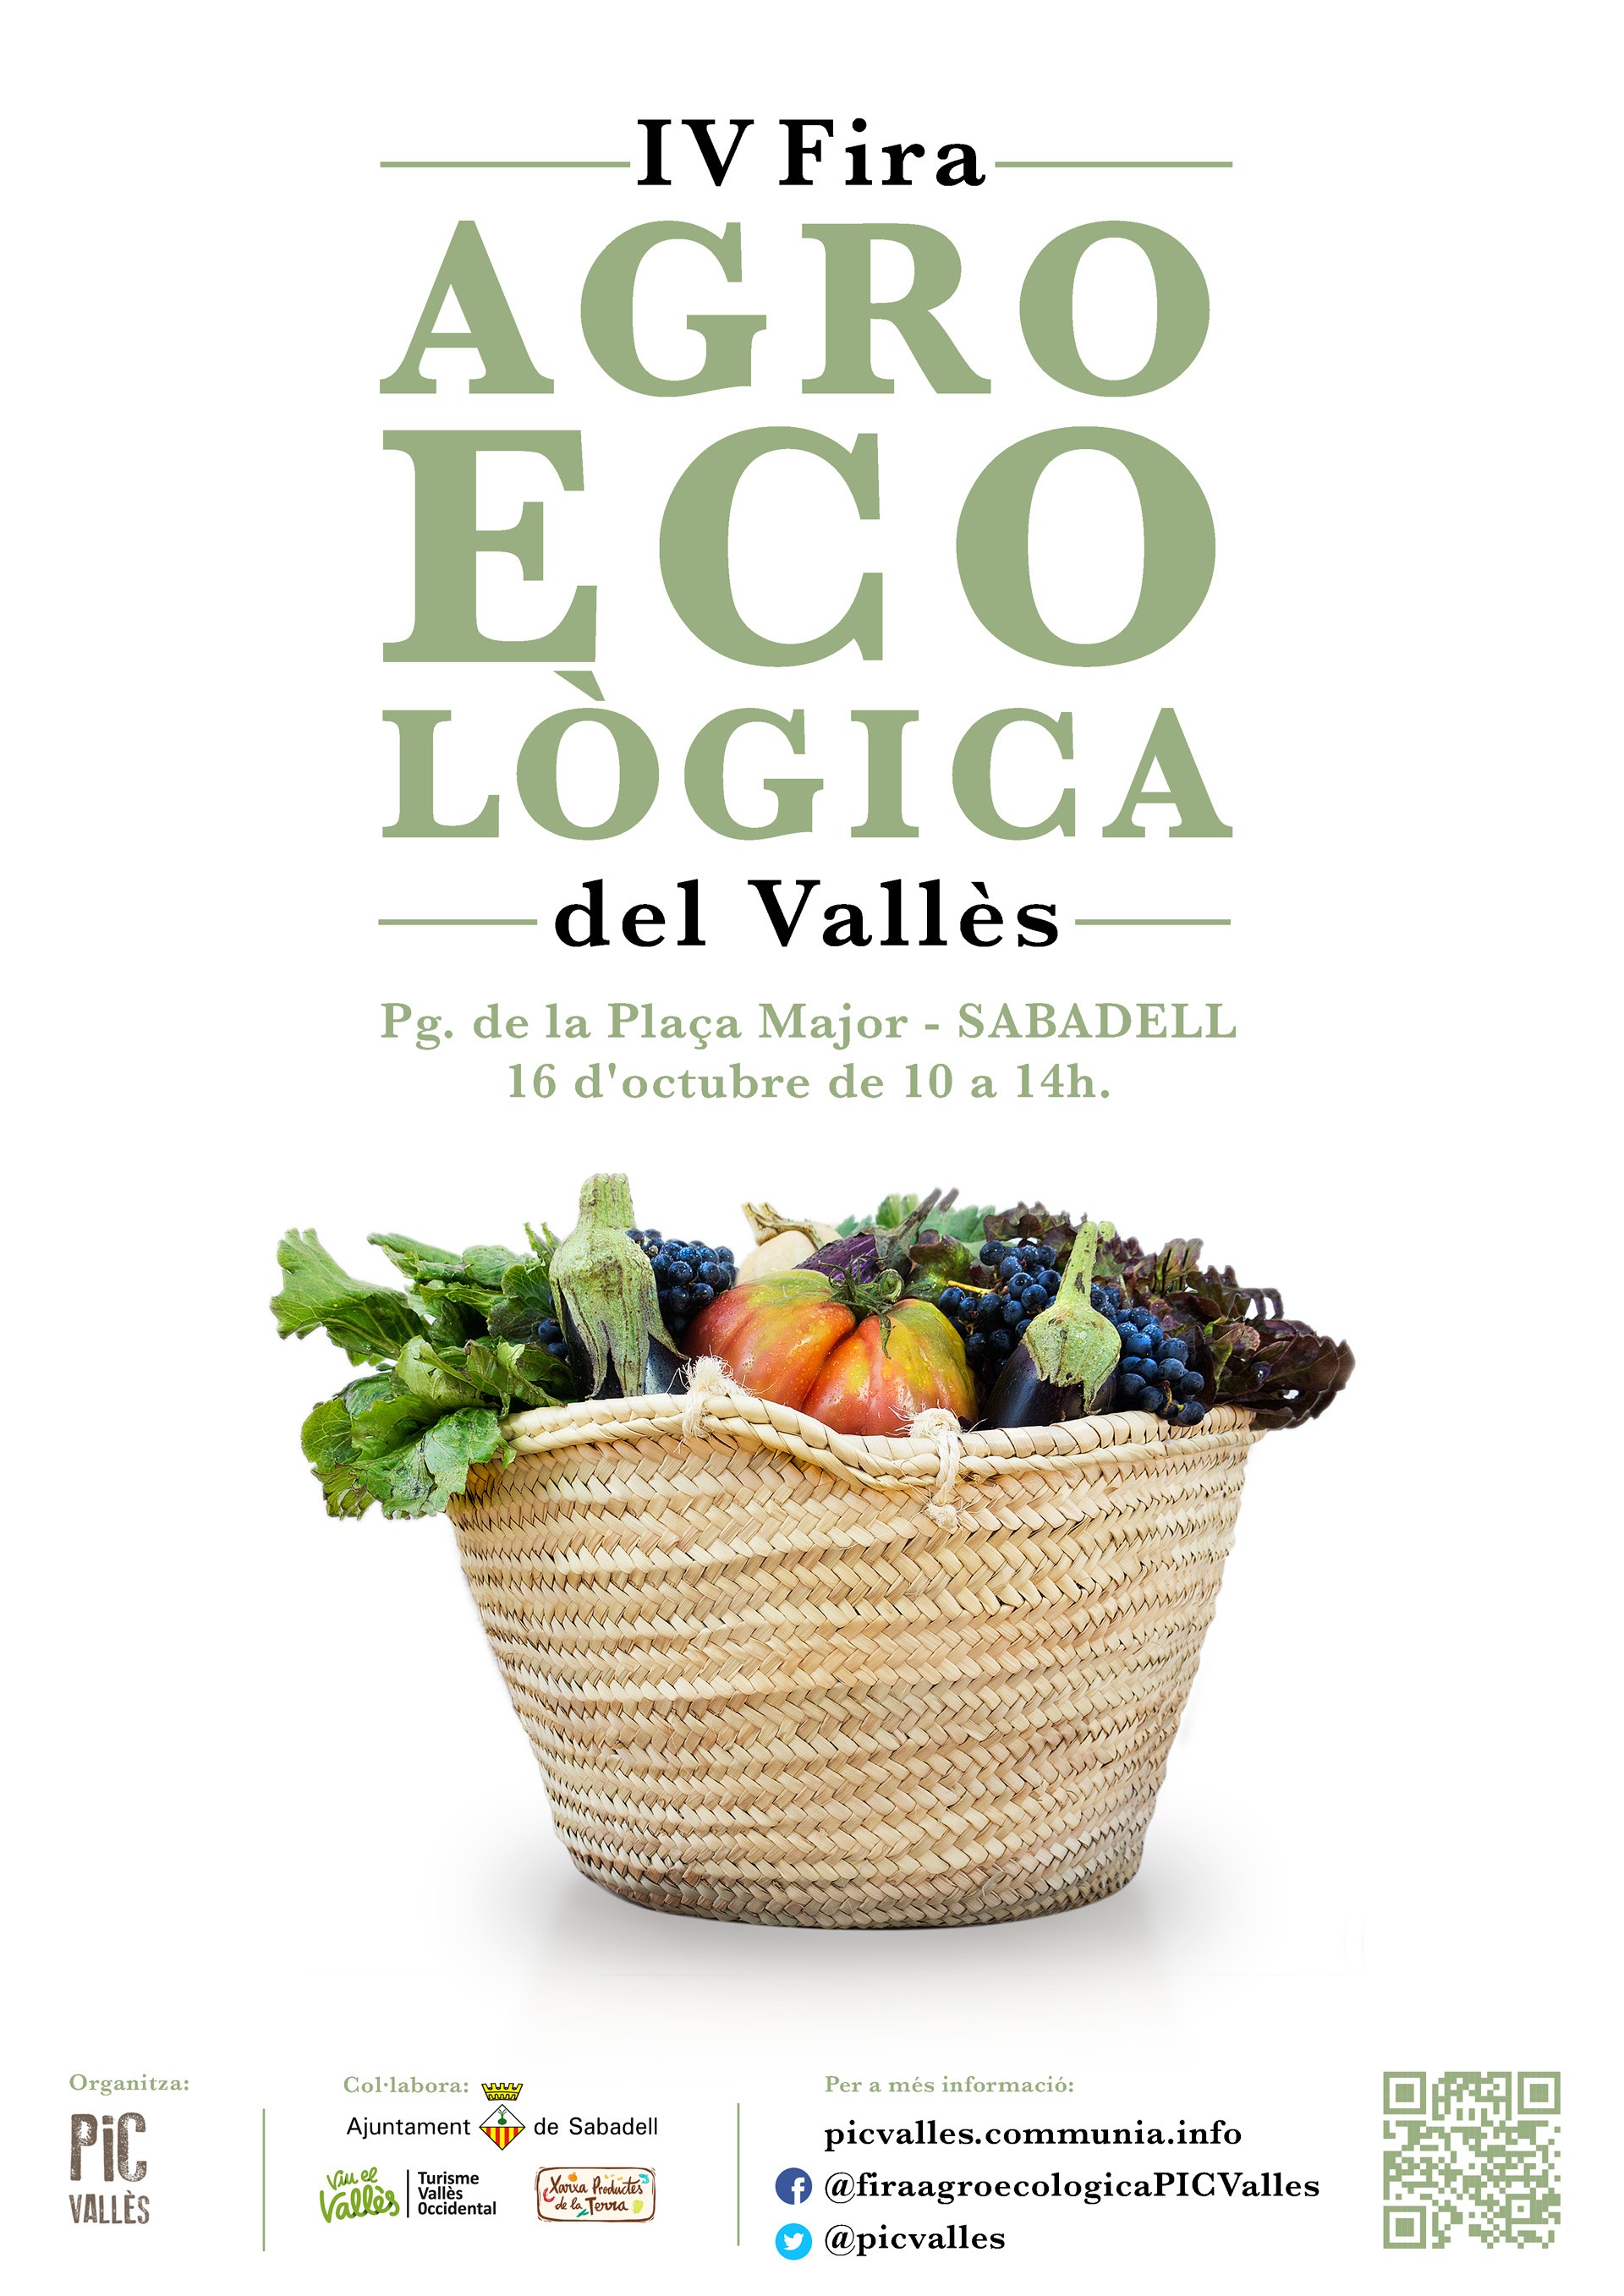 IV Fira
AGRO
ECO
LÒGICA
del Vallès
Pg. de la Plaça Major - SABADELL
16 d'octubre de 10 a 14h.
Organitza:
PiC
VALLÈS
Col·labora:
Ajuntament de Sabadell
Viu el
Vallès
Turisme
Vallès
Occidental
Xarxa Productes
de la Terra
Per a més informació:
picvalles.communia.info
@firaagroecologicaPICValles
@picvalles